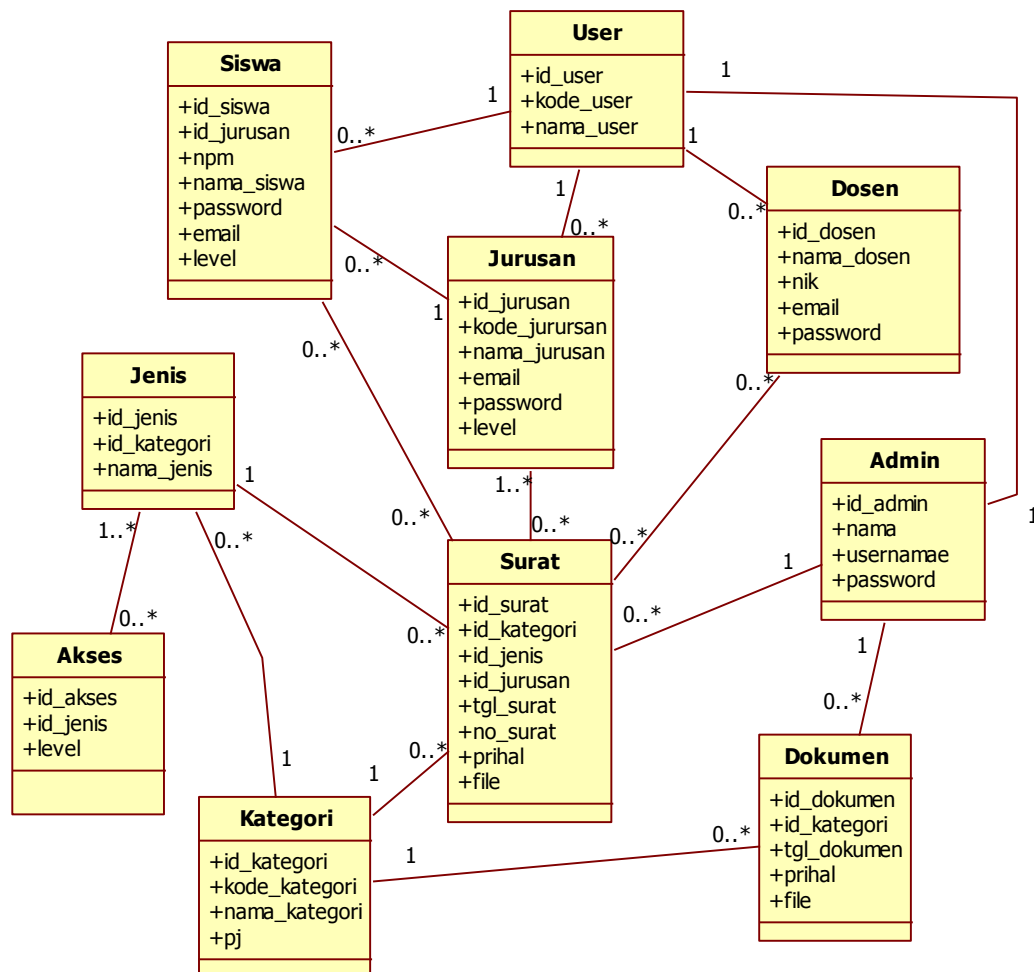 User
+id_user
+kode_user
+nama_user
Siswa
+id_siswa
+id_jurusan
+npm
+nama_siswa
+password
+email
+level
1
0..*
1
1
0..*
1
0..*
Dosen
+id_dosen
+nama_dosen
+nik
+email
+password
Jurusan
+id_jurusan
+kode_jurursan
+nama_jurusan
+email
+password
+level
0..*
1
0..*
0..*
Jenis
+id_jenis
+id_kategori
+nama_jenis
1
1..*
0..*
1..*
0..*
0..*
0..*
Admin
+id_admin
+nama
+usernamae
+password
1
Surat
+id_surat
+id_kategori
+id_jenis
+id_jurusan
+tgl_surat
+no_surat
+prihal
+file
1
0..*
0..*
0..*
Akses
+id_akses
+id_jenis
+level
1
0..*
0..*
1
1
Dokumen
+id_dokumen
+id_kategori
+tgl_dokumen
+prihal
+file
Kategori
+id_kategori
+kode_kategori
+nama_kategori
+pj
1
0..*